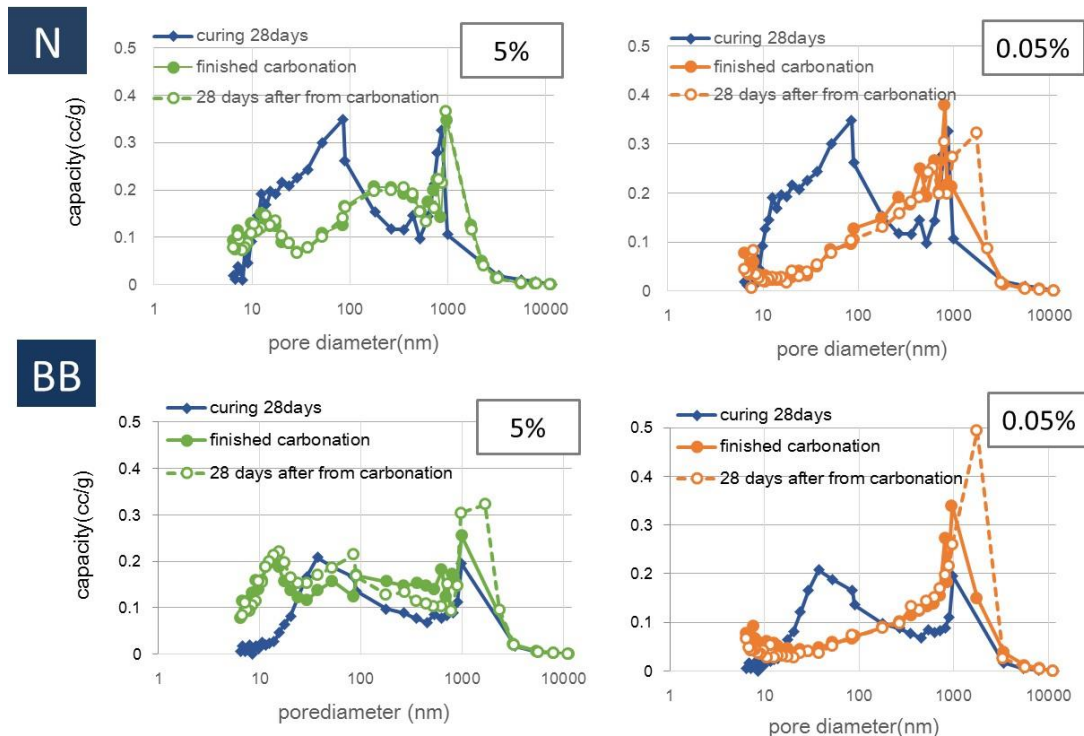 N
5%
curing 28days
finished carbonation
28 days after from carbonation
capacity(cc/g)
0.5
0.4
0.3
0.2
0.1
0
1
10
100
1000
10000
pore diameter(nm)
0.05%
curing 28days
finished carbonation
28 days after from carbonation
0.5
0.4
0.3
0.2
0.1
0
1
10
100
1000
10000
pore diameter(nm)
BB
5%
curing 28days
finished carbonation
28 days after from carbonation
capacity(cc/g)
0.5
0.4
0.3
0.2
0.1
0
1
10
100
1000
10000
porediameter (nm)
0.05%
curing 28days
finished carbonation
28 days after from carbonation
0.5
0.4
0.3
0.2
0.1
0
1
10
100
1000
10000
pore diameter(nm)